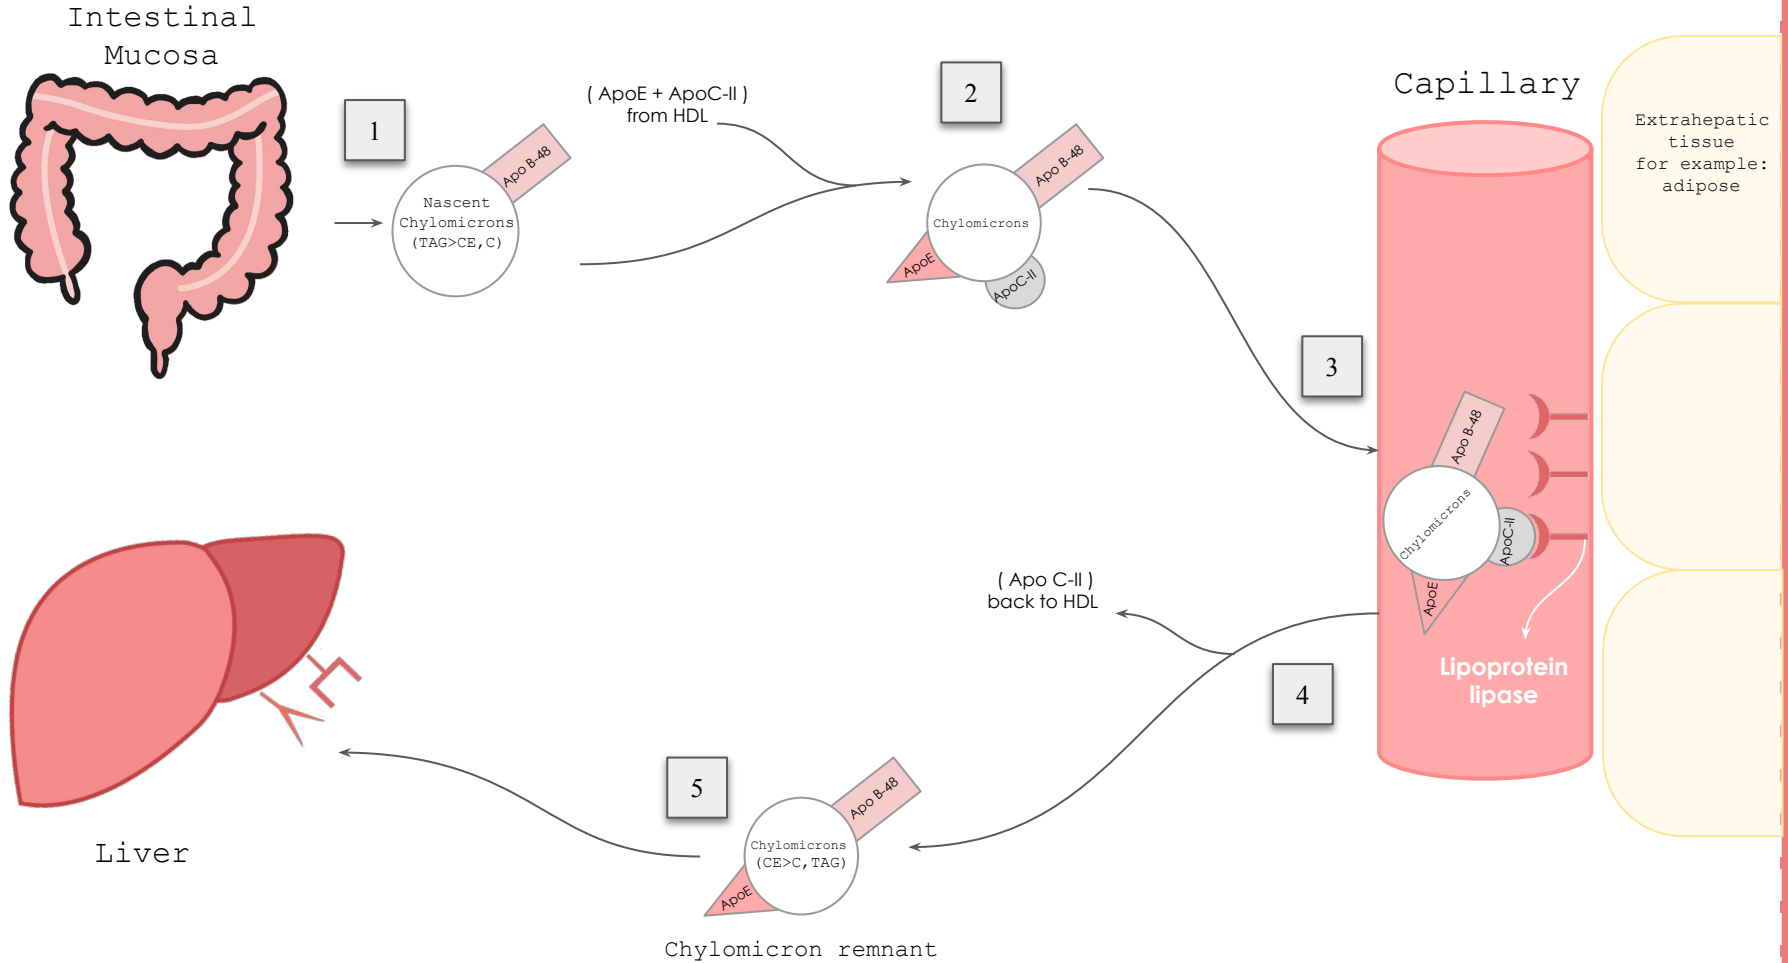 Intestinal
Mucosa
1
Nascent
Chylomicrons
(TAG>CE,C)
Apo B-48
( ApoE + ApoC-II )
from HDL
2
Chylomicrons
Apo B-48
ApoE
ApoC-II
3
Capillary
Extrahepatic
tissue
for example:
adipose
Apo B-48
Chylomicrons
ApoC-II
ApoE
Lipoprotein
lipase
4
( Apo C-II )
back to HDL
5
Chylomicrons
(CE>C,TAG)
Apo B-48
ApoE
Chylomicron remnant
Liver